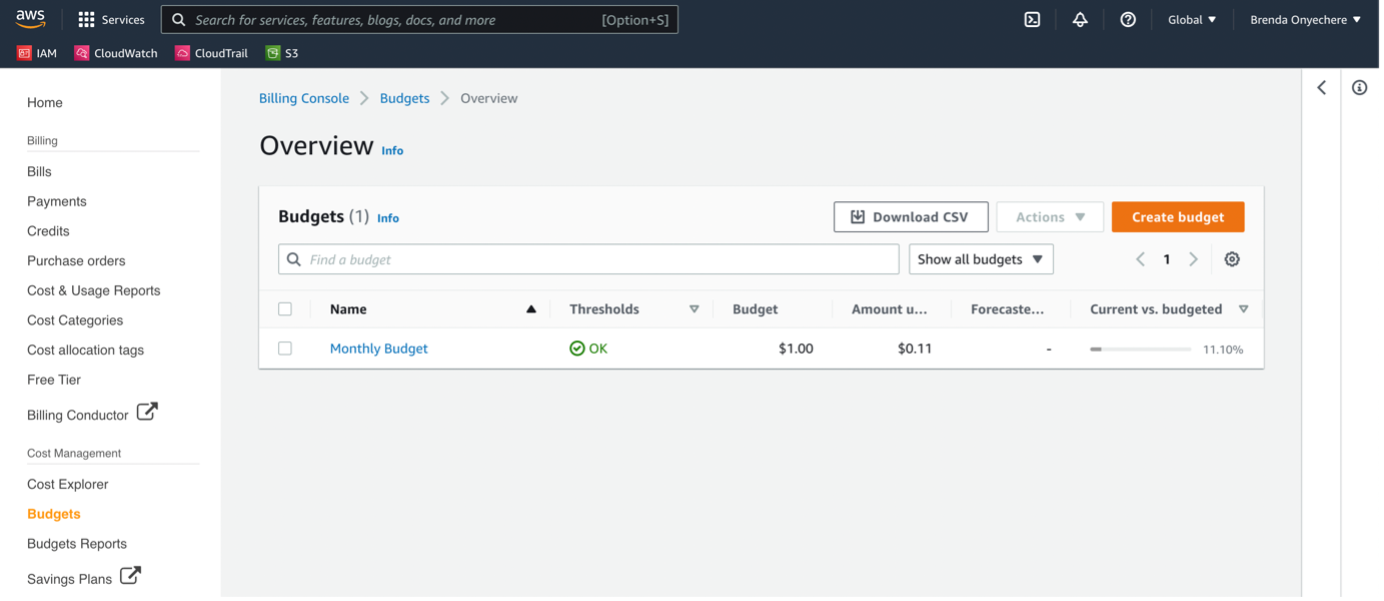 aws Services Search for services, features, blogs, docs, and more [Option+S] Global ▼ Brenda Onyechere ▼
IAM CloudWatch CloudTrail S3
Home
Billing
Bills
Payments
Credits
Purchase orders
Cost & Usage Reports
Cost Categories
Cost allocation tags
Free Tier
Billing Conductor
Cost Management
Cost Explorer
Budgets
Budgets Reports
Savings Plans
Billing Console > Budgets > Overview
Overview Info
Budgets (1) Info Download CSV Actions ▼ Create budget
Find a budget Show all budgets ▼ < 1 >
Name ▲ Thresholds ▽ Budget Amount u... Forecaste... Current vs. budgeted ▽
Monthly Budget OK $1.00 $0.11 - 11.10%